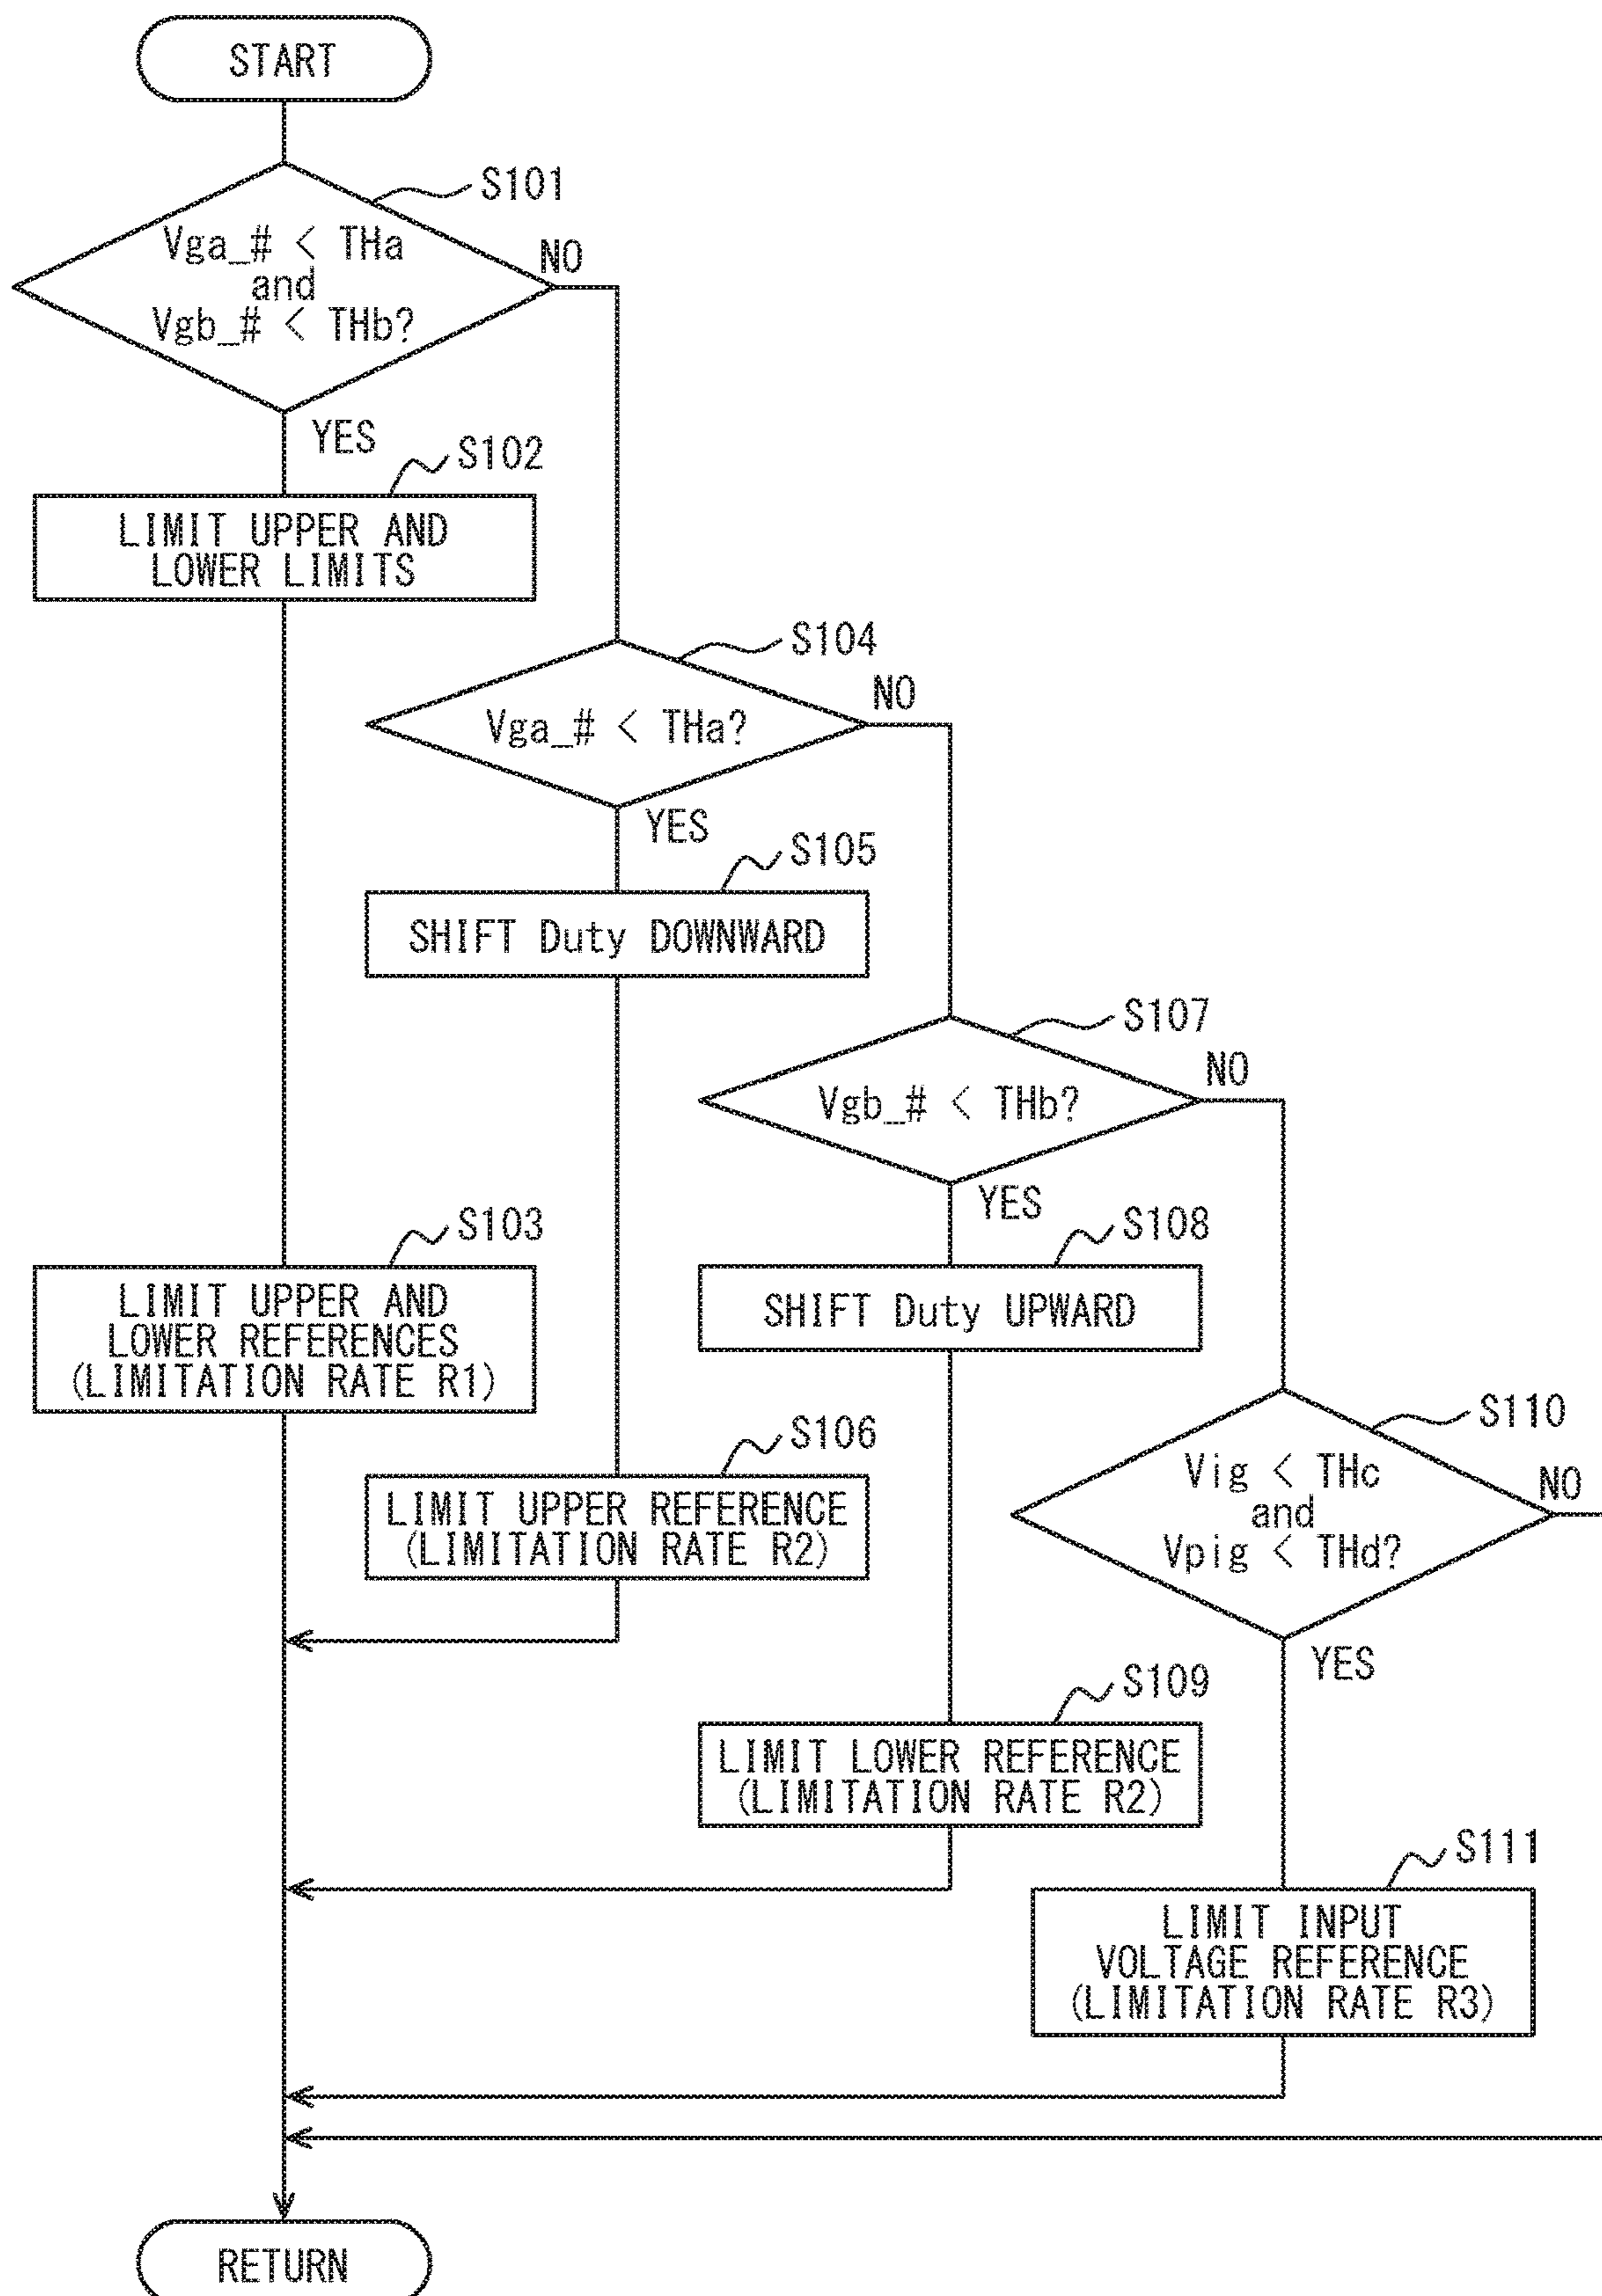 START
S101
Vga_# < THa
and
Vgb_# < THb?
NO
YES
S102
LIMIT UPPER AND
LOWER LIMITS
S104
Vga_# < THa?
NO
YES
S105
SHIFT Duty DOWNWARD
S107
Vgb_# < THb?
NO
YES
S103
LIMIT UPPER AND
LOWER REFERENCES
(LIMITATION RATE R1)
S108
SHIFT Duty UPWARD
S106
LIMIT UPPER REFERENCE
(LIMITATION RATE R2)
S110
Vig < THc
and
Vpig < THd?
NO
YES
S109
LIMIT LOWER REFERENCE
(LIMITATION RATE R2)
S111
LIMIT INPUT
VOLTAGE REFERENCE
(LIMITATION RATE R3)
RETURN